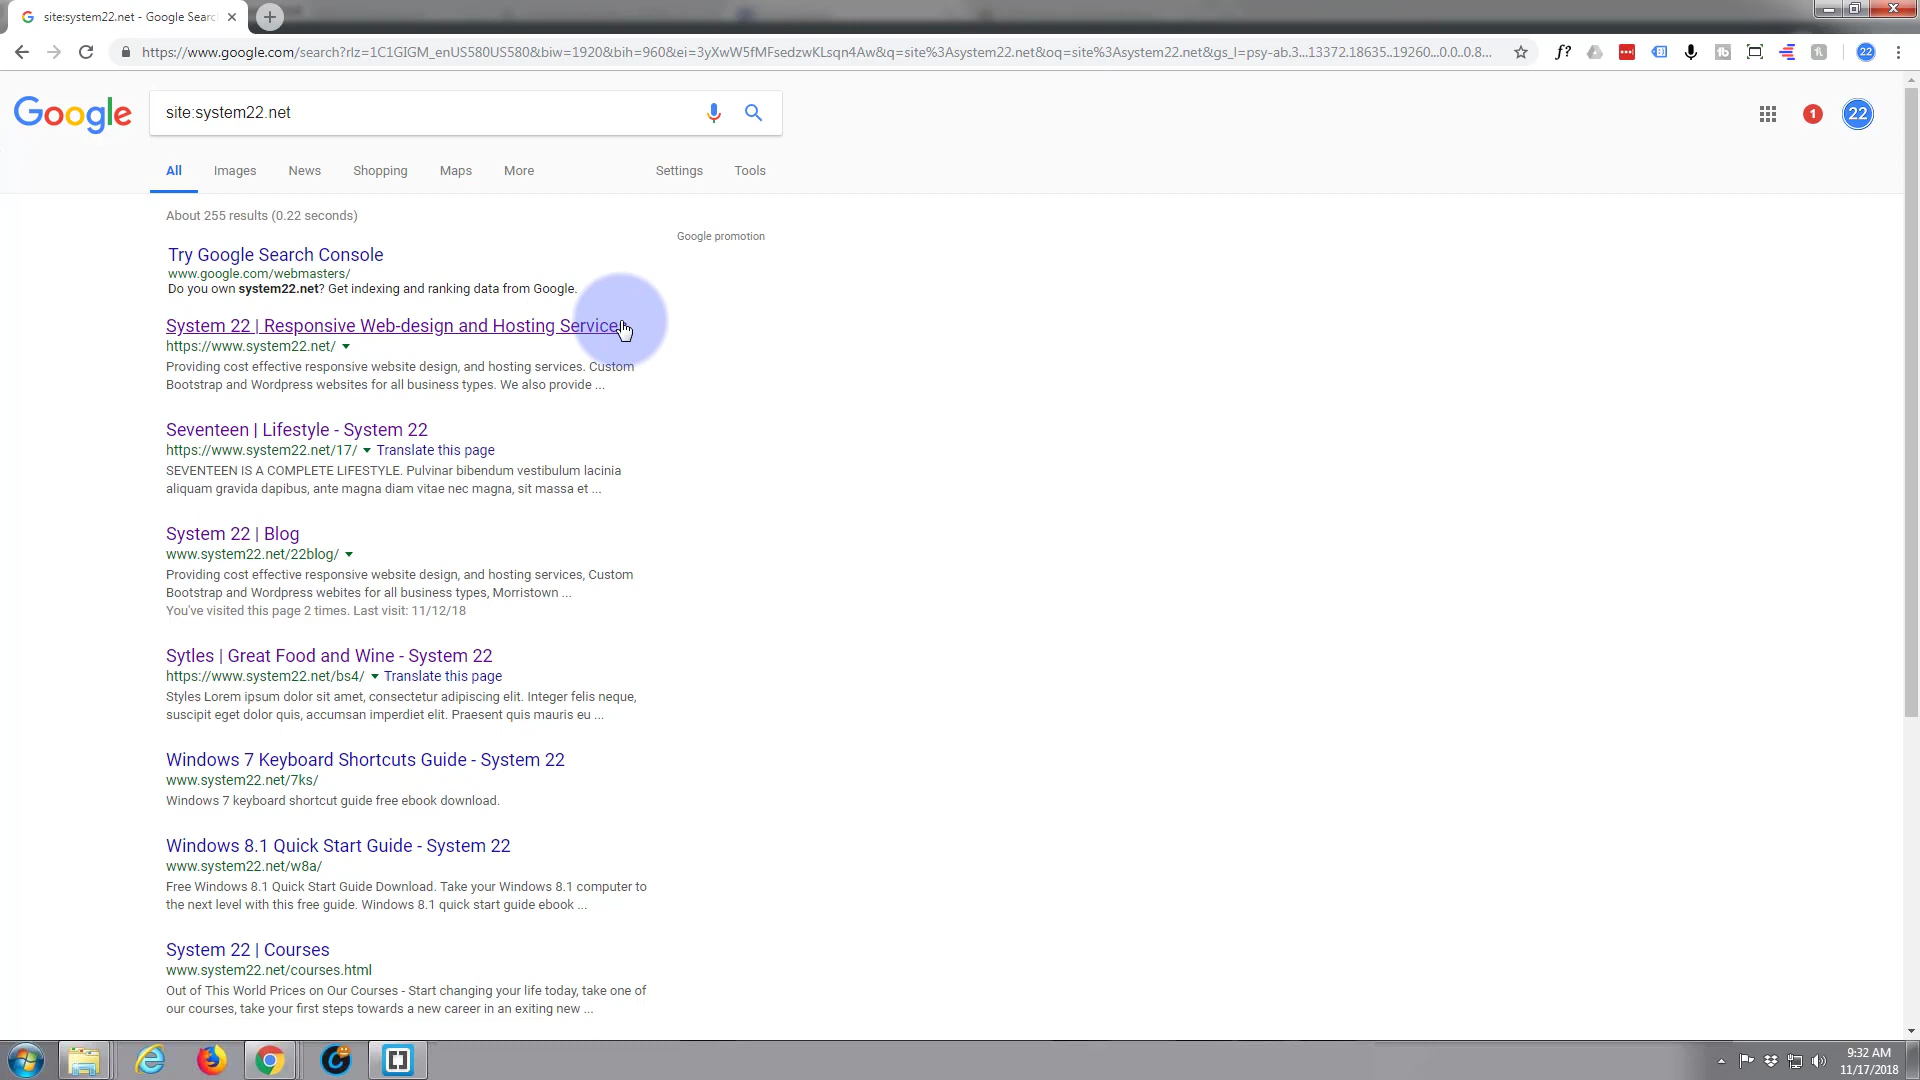 site:system22.net - Google Search
https://www.google.com/search?rlz=1C1GIGM_enUS580US580&biw=1920&bih=960&ei=3yXwW5fMFsedzwKLsqn4Aw&q=site%3Asystem22.net&oq=site%3Asystem22.net&gs_l=psy-ab.3...13372.18635..19260...0.0..0.8...
f?
22
Google
site:system22.net
1
22
All Images News Shopping Maps More Settings Tools
About 255 results (0.22 seconds)
Google promotion
Try Google Search Console
www.google.com/webmasters/
Do you own system22.net? Get indexing and ranking data from Google.
System 22 | Responsive Web-design and Hosting Service
https://www.system22.net/
Providing cost effective responsive website design, and hosting services. Custom
Bootstrap and Wordpress websites for all business types. We also provide ...
Seventeen | Lifestyle - System 22
https://www.system22.net/17/ Translate this page
SEVENTEEN IS A COMPLETE LIFESTYLE. Pulvinar bibendum vestibulum lacinia
aliquam gravida dapibus, ante magna diam vitae nec magna, sit massa et ...
System 22 | Blog
www.system22.net/22blog/
Providing cost effective responsive website design, and hosting services, Custom
Bootstrap and Wordpress webites for all business types, Morristown ...
You've visited this page 2 times. Last visit: 11/12/18
Sytles | Great Food and Wine - System 22
https://www.system22.net/bs4/ Translate this page
Styles Lorem ipsum dolor sit amet, consectetur adipiscing elit. Integer felis neque,
suscipit eget dolor quis, accumsan imperdiet elit. Praesent quis mauris eu ...
Windows 7 Keyboard Shortcuts Guide - System 22
www.system22.net/7ks/
Windows 7 keyboard shortcut guide free ebook download.
Windows 8.1 Quick Start Guide - System 22
www.system22.net/w8a/
Free Windows 8.1 Quick Start Guide Download. Take your Windows 8.1 computer to
the next level with this free guide. Windows 8.1 quick start guide ebook ...
System 22 | Courses
www.system22.net/courses.html
Out of This World Prices on Our Courses - Start changing your life today, take one of
our courses, take your first steps towards a new career in an exiting new ...
9:32 AM
11/17/2018